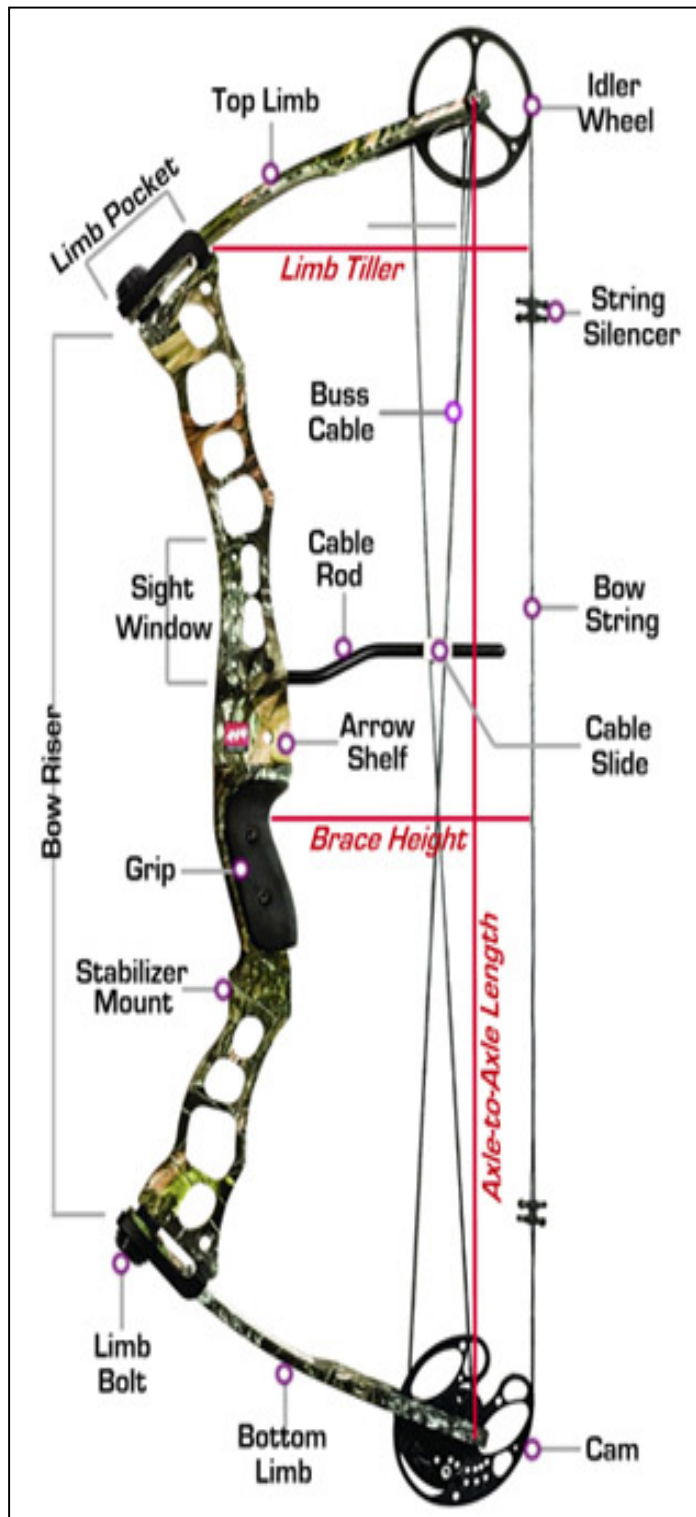 Top Limb
Idler
Wheel
Limb Pocket
Limb Tiller
String
Silencer
Buss
Cable
Cable
Rod
Sight
Window
Bow
String
Arrow
Shelf
Cable
Slide
Bow Riser
Brace Height
Grip
Stabilizer
Mount
Axle-to-Axle Length
Limb
Bolt
Bottom
Limb
Cam